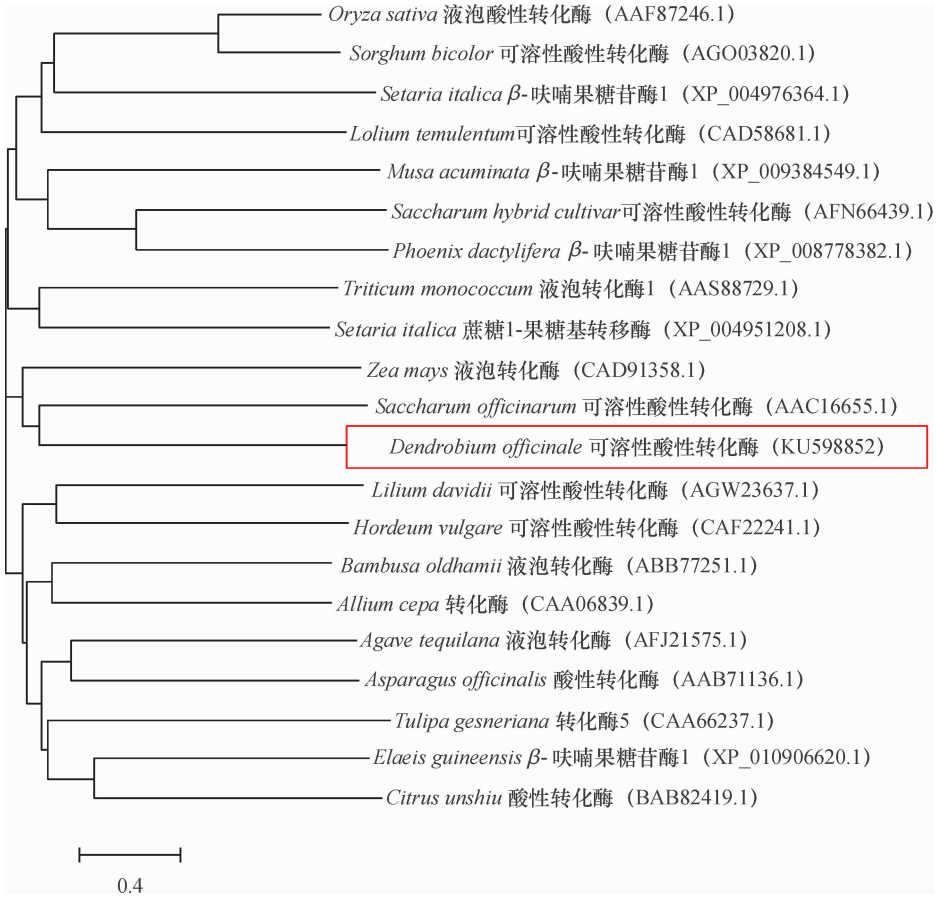 Oryza sativa 液泡酸性转化酶（AAF87246.1）
Sorghum bicolor 可溶性酸性转化酶（AGO03820.1）
Setaria italica β-呋喃果糖苷酶1（XP_004976364.1）
Lolium temulentum可溶性酸性转化酶（CAD58681.1）
Musa acuminata β-呋喃果糖苷酶1（XP_009384549.1）
Saccharum hybrid cultivar可溶性酸性转化酶（AFN66439.1）
Phoenix dactylifera β- 呋喃果糖苷酶1（XP_008778382.1）
Triticum monococcum 液泡转化酶1（AAS88729.1）
Setaria italica 蔗糖1-果糖基转移酶（XP_004951208.1）
Zea mays 液泡转化酶（CAD91358.1）
Saccharum officinarum 可溶性酸性转化酶（AAC16655.1）
Dendrobium officinale 可溶性酸性转化酶（KU598852）
Lilium davidii 可溶性酸性转化酶（AGW23637.1）
Hordeum vulgare 可溶性酸性转化酶（CAF22241.1）
Bambusa oldhamii 液泡转化酶（ABB77251.1）
Allium cepa 转化酶（CAA06839.1）
Agave tequilana 液泡转化酶（AFJ21575.1）
Asparagus officinalis 酸性转化酶（AAB71136.1）
Tulipa gesneriana 转化酶5（CAA66237.1）
Elaeis guineensis β- 呋喃果糖苷酶1（XP_010906620.1）
Citrus unshiu 酸性转化酶（BAB82419.1）
0.4